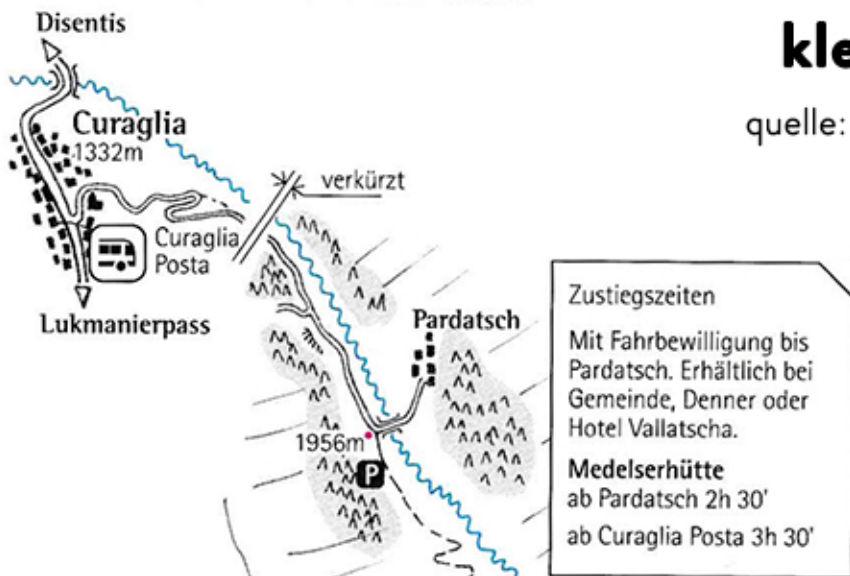 Disentis
kle
quelle:
Curaglia
1332m
verkürzt
Curaglia
Posta
Lukmanierpass
Pardatsch
1956m
P
Zustiegszeiten
Mit Fahrbewilligung bis
Pardatsch. Erhältlich bei
Gemeinde, Denner oder
Hotel Vallatscha.
Medelserhütte
ab Pardatsch 2h 30'
ab Curaglia Posta 3h 30'